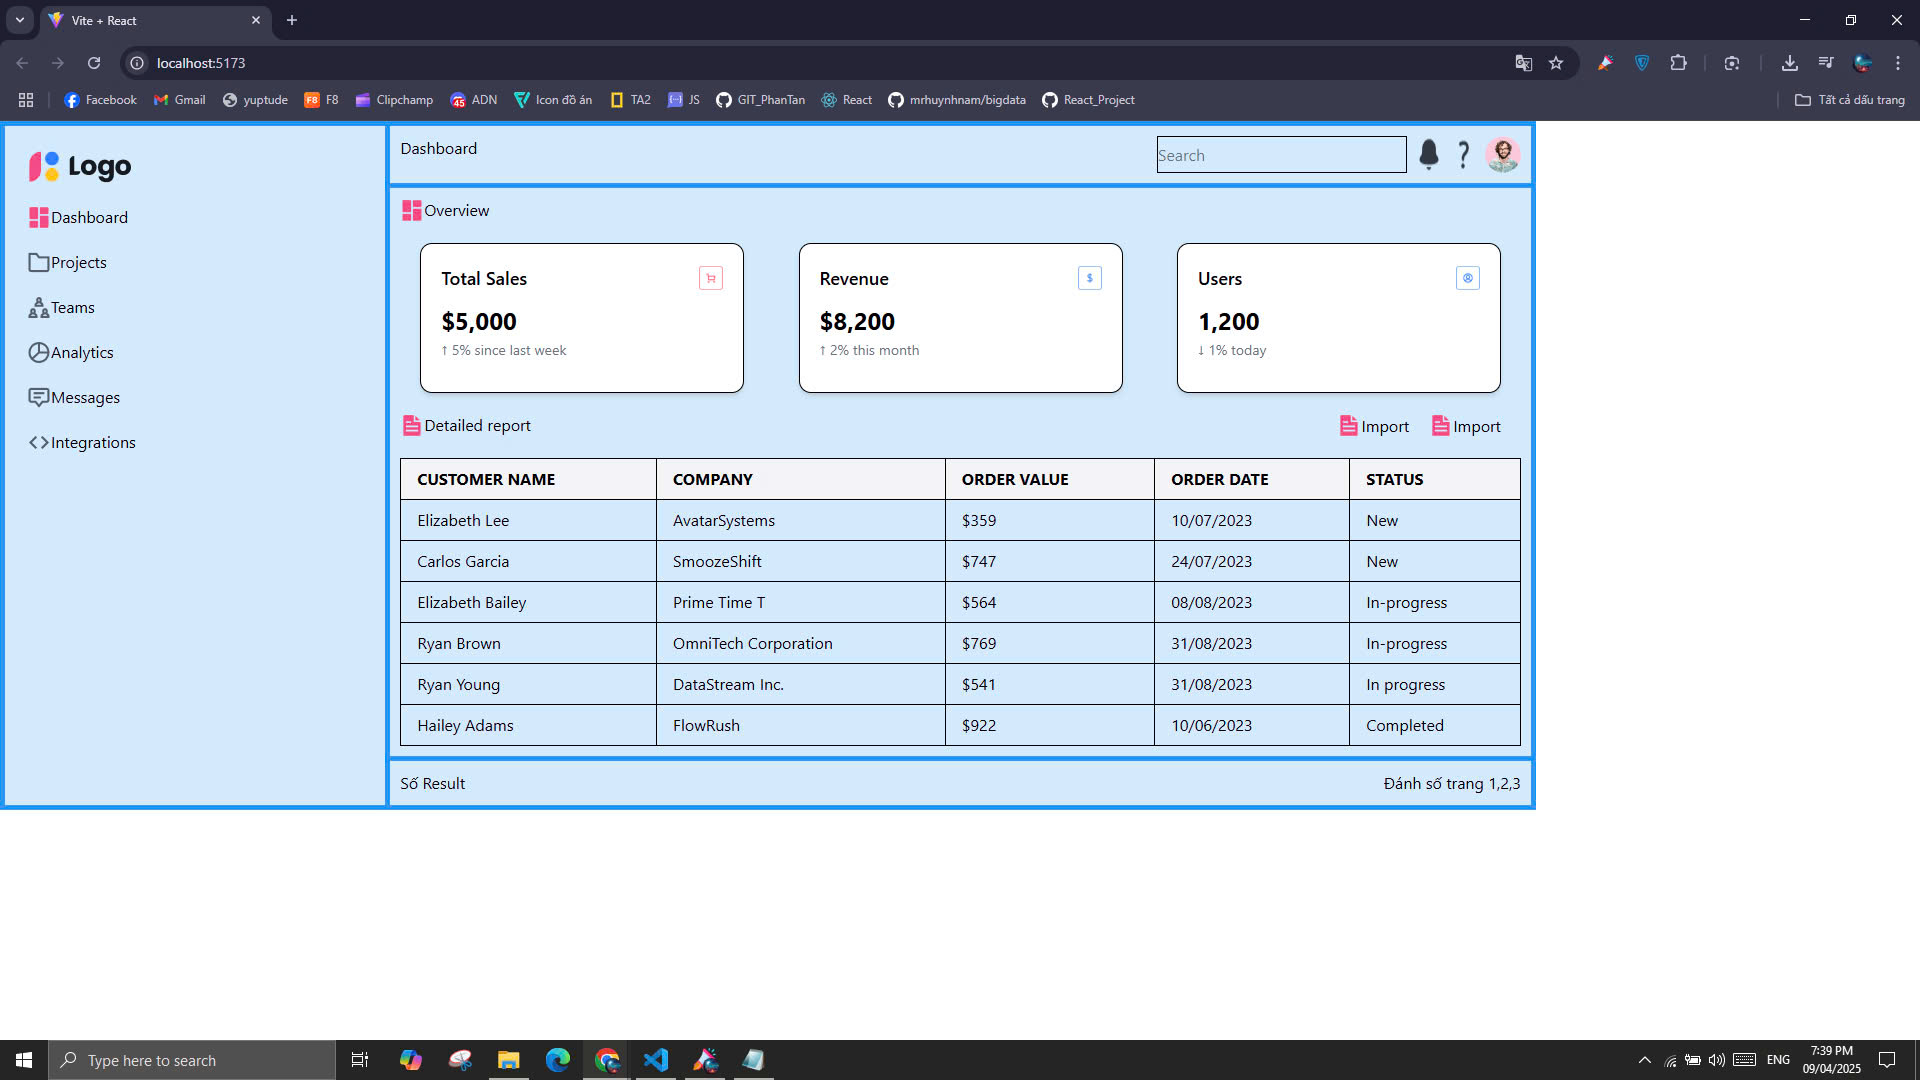 Vite + React
localhost:5173
Facebook Gmail yuptude F8 F8 Clipchamp 45 ADN Icon đồ án TA2 JS GIT_PhanTan React mrhuynhnam/bigdata React_Project Tất cả dấu trang
Logo
Dashboard
Projects
Teams
Analytics
Messages
Integrations
Dashboard Search
Overview
Total Sales $
$5,000
↑ 5% since last week
Revenue
$8,200
↑ 2% this month
Users
1,200
↓ 1% today
Detailed report Import Import
CUSTOMER NAME COMPANY ORDER VALUE ORDER DATE STATUS
Elizabeth Lee AvatarSystems $359 10/07/2023 New
Carlos Garcia SmoozeShift $747 24/07/2023 New
Elizabeth Bailey Prime Time T $564 08/08/2023 In-progress
Ryan Brown OmniTech Corporation $769 31/08/2023 In-progress
Ryan Young DataStream Inc. $541 31/08/2023 In progress
Hailey Adams FlowRush $922 10/06/2023 Completed
Số Result Đánh số trang 1,2,3
Type here to search ENG 7:39 PM
09/04/2025